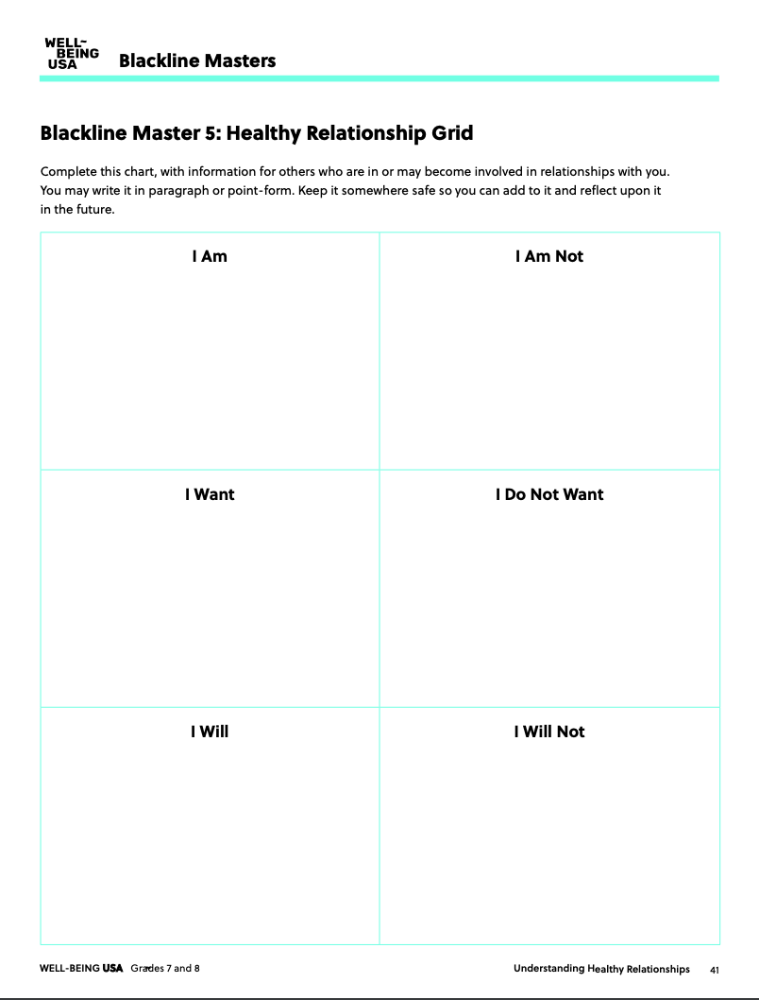 WELL-
BEING
USA
Blackline Masters
Blackline Master 5: Healthy Relationship Grid
Complete this chart, with information for others who are in or may become involved in relationships with you.
You may write it in paragraph or point-form. Keep it somewhere safe so you can add to it and reflect upon it
in the future.
I Am
I Am Not
I Want
I Do Not Want
I Will
I Will Not
WELL-BEING USA Grades 7 and 8
Understanding Healthy Relationships 41